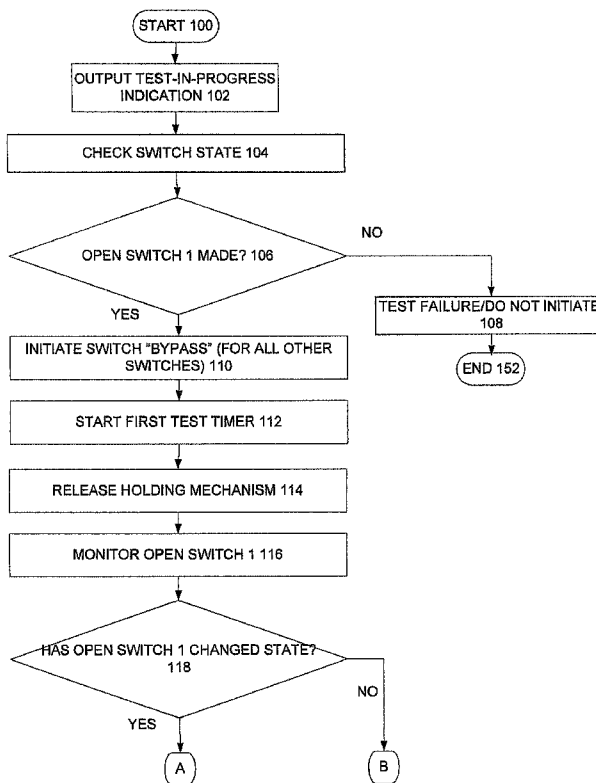 START 100
OUTPUT TEST-IN-PROGRESS
INDICATION 102
CHECK SWITCH STATE 104
OPEN SWITCH 1 MADE? 106
NO
YES
TEST FAILURE/DO NOT INITIATE
108
END 152
INITIATE SWITCH "BYPASS" (FOR ALL OTHER
SWITCHES) 110
START FIRST TEST TIMER 112
RELEASE HOLDING MECHANISM 114
MONITOR OPEN SWITCH 1 116
HAS OPEN SWITCH 1 CHANGED STATE?
118
NO
YES
A
B